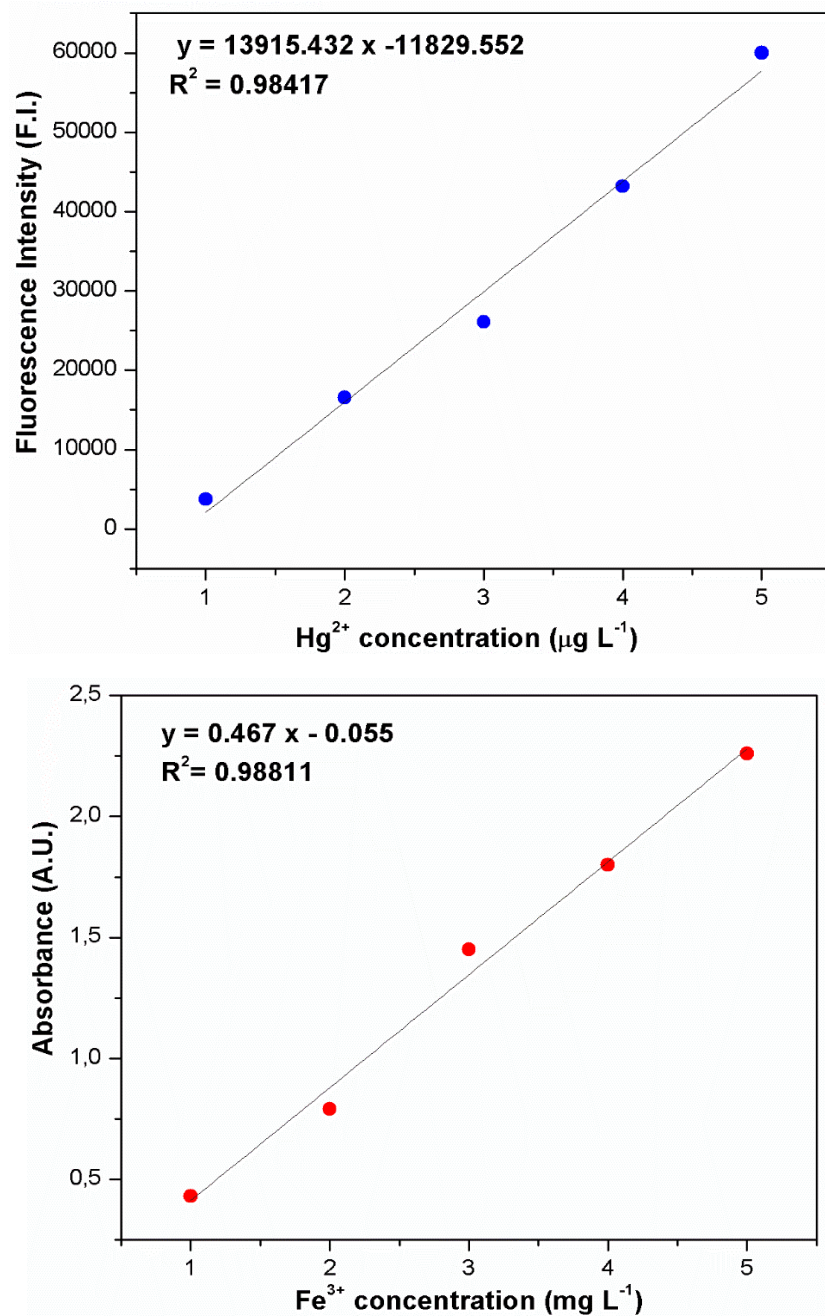 y = 13915.432 x -11829.552
R² = 0.98417
60000
50000
40000
30000
20000
10000
0
Fluorescence Intensity (F.I.)
1 2 3 4 5
Hg²⁺ concentration (μg L⁻¹)
y = 0.467 x - 0.055
R²= 0.98811
2,5
2,0
1,5
1,0
0,5
Absorbance (A.U.)
1 2 3 4 5
Fe³⁺ concentration (mg L⁻¹)